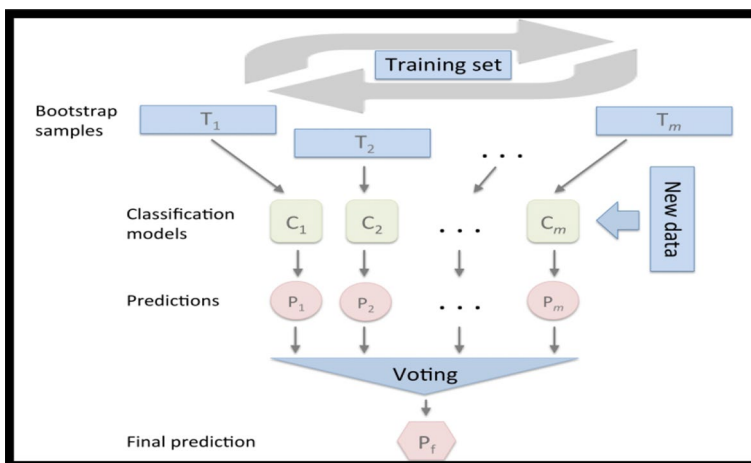 Training set
Bootstrap
samples
T1
T2
...
Tm
Classification
models
C1
C2
...
Cm
New data
Predictions
P1
P2
...
Pm
Voting
Final prediction
Pf